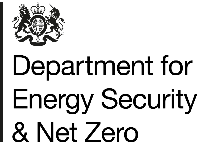 Department for
Energy Security
& Net Zero